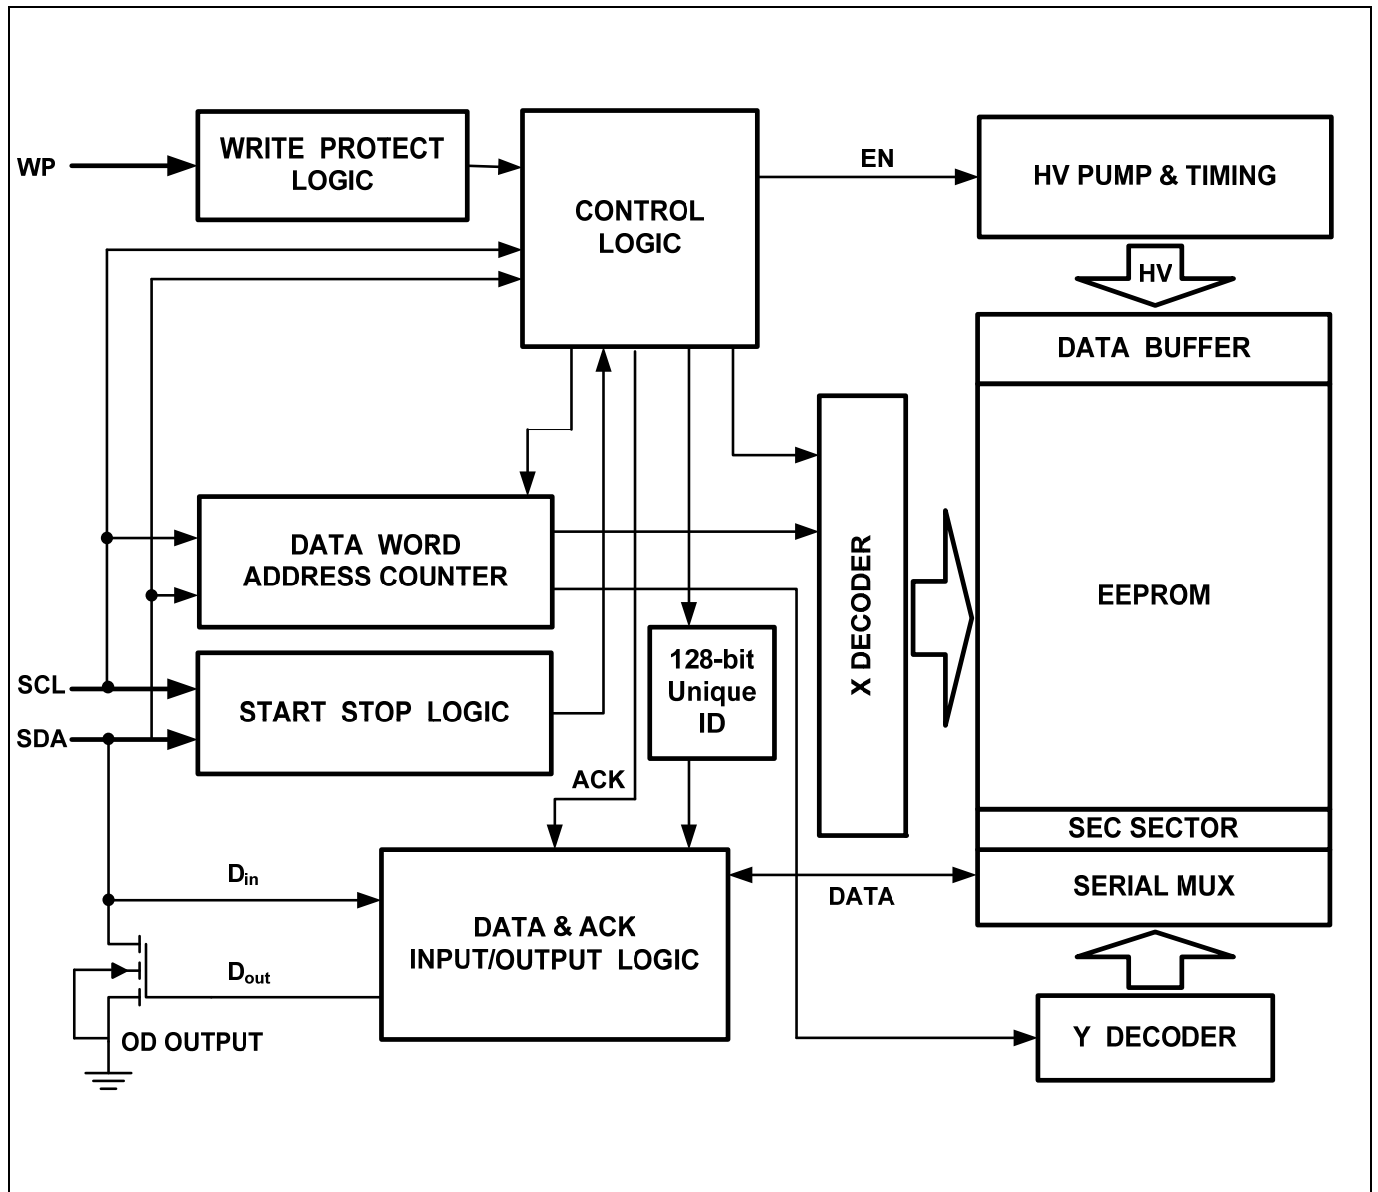 WP
WRITE PROTECT
LOGIC
CONTROL
LOGIC
EN
HV PUMP & TIMING
HV
DATA BUFFER
EEPROM
SEC SECTOR
SERIAL MUX
X DECODER
DATA WORD
ADDRESS COUNTER
SCL
SDA
START STOP LOGIC
128-bit
Unique
ID
ACK
Din
DATA & ACK
INPUT/OUTPUT LOGIC
DATA
Dout
OD OUTPUT
Y DECODER